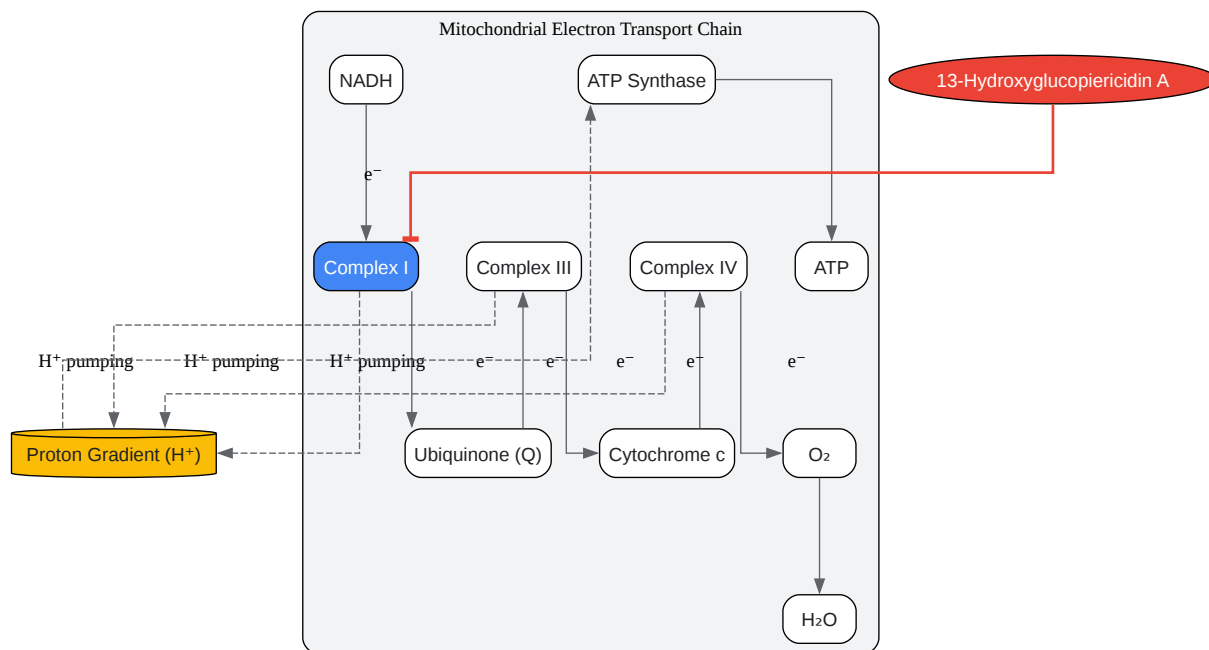 Mitochondrial Electron Transport Chain
NADH
ATP Synthase
13-Hydroxyglucopiericidin A
e⁻
Complex I
Complex III
Complex IV
ATP
H⁺ pumping
H⁺ pumping
H⁺ pumping
e⁻
e⁻
e⁻
e⁻
e⁻
Proton Gradient (H⁺)
Ubiquinone (Q)
Cytochrome c
O₂
H₂O